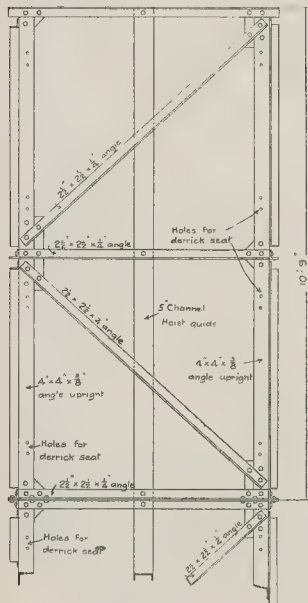 2½" × 2½" × ¼" angle
Holes for
derrick seat
2½" × 2½" × ¼" angle
2½" × 2½" × ¼" angle
5" Channel
Hoist guide
10'-9"
4" × 4" × ⅜"
angle upright
4" × 4" × ⅜"
angle upright
Holes for
derrick seat
2½" × 2½" × ¼" angle
Holes for
derrick seat
2½" × 2½" × ¼" angle